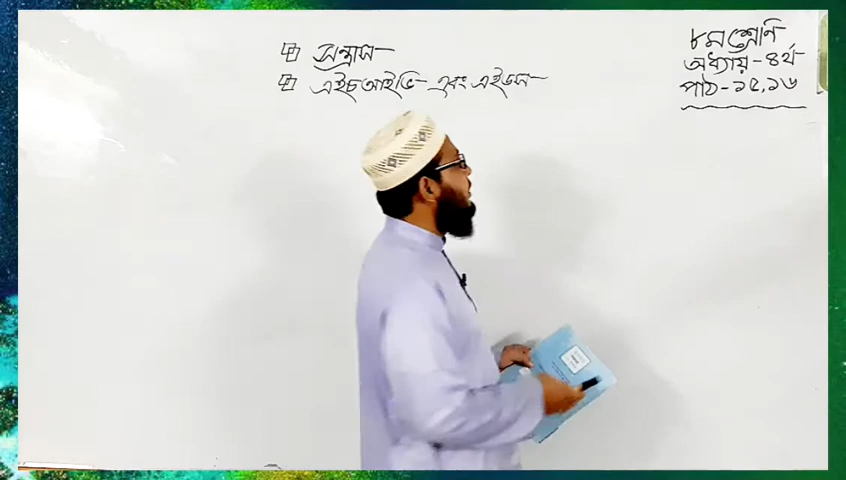 সন্ত্রাস-
এইচআইভি- এবং এইডস-
৮ম শ্রেণি
অধ্যায়-৪র্থ
পাঠ-১৫,১৬